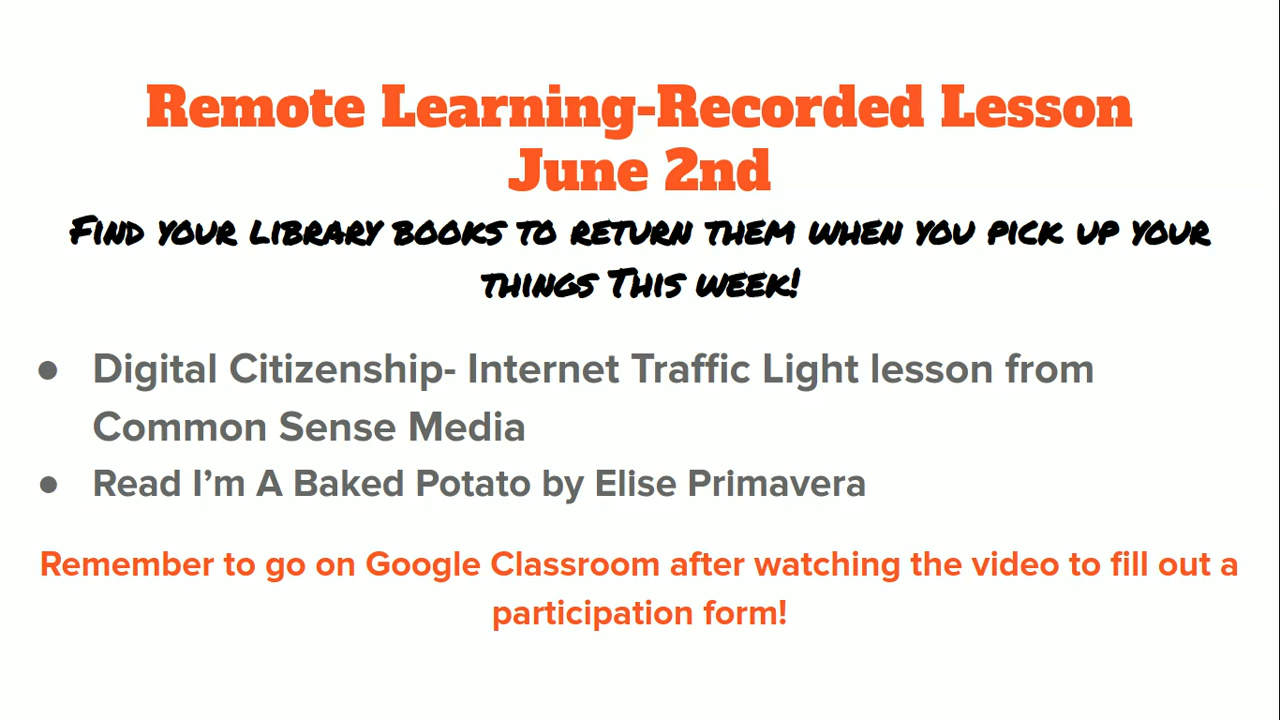 Remote Learning-Recorded Lesson
June 2nd
Find your library books to return them when you pick up your
things This week!
● Digital Citizenship- Internet Traffic Light lesson from
Common Sense Media
● Read I’m A Baked Potato by Elise Primavera
Remember to go on Google Classroom after watching the video to fill out a
participation form!